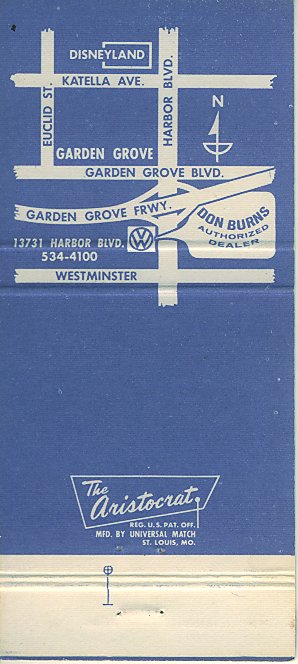 DISNEYLAND
KATELLA AVE.
EUCLID ST.
HARBOR BLVD.
N
GARDEN GROVE
GARDEN GROVE BLVD.
GARDEN GROVE FRWY.
DON BURNS
AUTHORIZED
DEALER
13731 HARBOR BLVD.
VW
534-4100
WESTMINSTER
The
Aristocrat
REG. U.S. PAT. OFF.
MFD. BY UNIVERSAL MATCH
ST. LOUIS, MO.